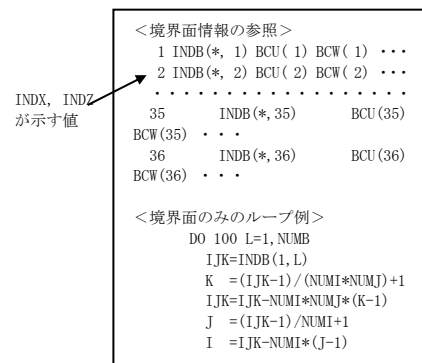 ＜境界面情報の参照＞
1 INDB(*, 1) BCU( 1) BCW( 1) ・・・
2 INDB(*, 2) BCU( 2) BCW( 2) ・・・
・・・・・・・・・・・・・・・・・
INDX, INDZ
が示す値
35 INDB(*,35) BCU(35)
BCW(35) ・・・
36 INDB(*,36) BCU(36)
BCW(36) ・・・
＜境界面のみのループ例＞
DO 100 L=1,NUMB
IJK=INDB(1,L)
K =(IJK-1)/(NUMI*NUMJ)+1
IJK=IJK-NUMI*NUMJ*(K-1)
J =(IJK-1)/NUMI+1
I =IJK-NUMI*(J-1)